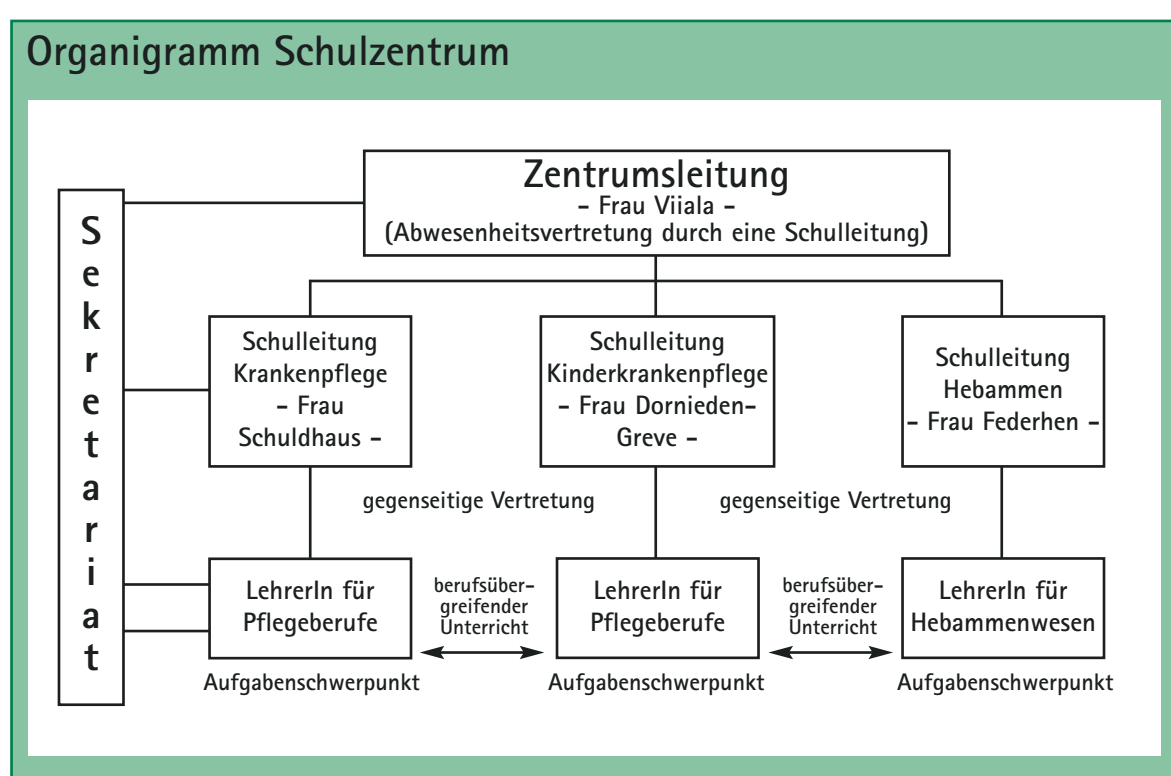 Organigramm Schulzentrum
Zentrumsleitung
- Frau Viiala -
(Abwesenheitsvertretung durch eine Schulleitung)
Sekretariat
Schulleitung
Krankenpflege
- Frau
Schuldhaus -
Schulleitung
Kinderkrankenpflege
- Frau Dornieden-
Greve -
Schulleitung
Hebammen
- Frau Federhen -
gegenseitige Vertretung
gegenseitige Vertretung
LehrerIn für
Pflegeberufe
berufsüber-
greifender
Unterricht
LehrerIn für
Pflegeberufe
berufsüber-
greifender
Unterricht
LehrerIn für
Hebammenwesen
Aufgabenschwerpunkt
Aufgabenschwerpunkt
Aufgabenschwerpunkt